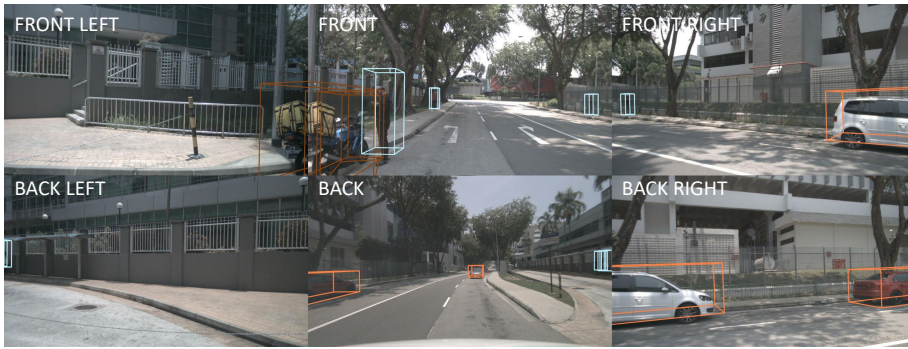 FRONT LEFT
FRONT
FRONT RIGHT
BACK LEFT
BACK
BACK RIGHT